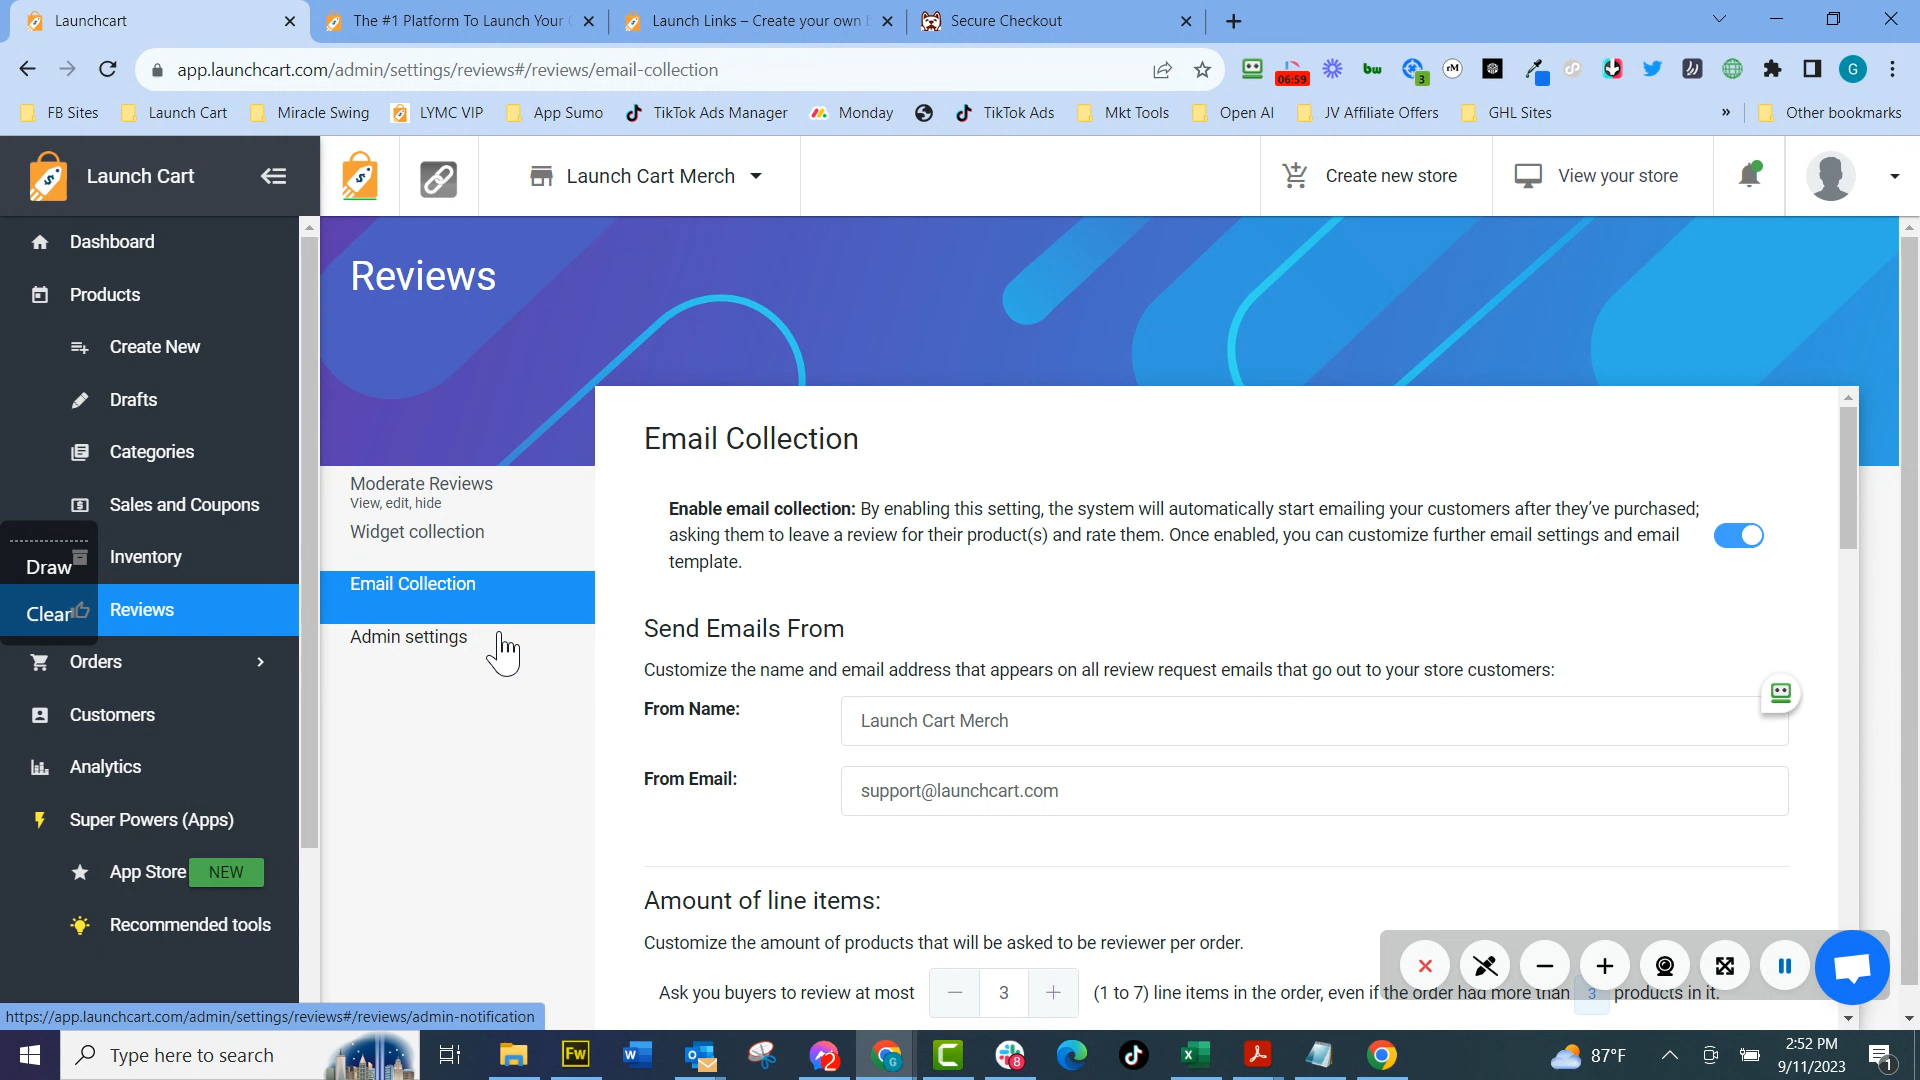 Launchcart
The #1 Platform To Launch Your
Launch Links – Create your own
Secure Checkout
app.launchcart.com/admin/settings/reviews#/reviews/email-collection
06:59
bw
3
rM
G
FB Sites
Launch Cart
Miracle Swing
LYMC VIP
App Sumo
TikTok Ads Manager
Monday
TikTok Ads
Mkt Tools
Open AI
JV Affiliate Offers
GHL Sites
»
Other bookmarks
Launch Cart
Launch Cart Merch
Create new store
View your store
Dashboard
Products
Create New
Drafts
Categories
Sales and Coupons
Inventory
Draw
Reviews
Clear
Orders
Customers
Analytics
Super Powers (Apps)
App Store NEW
Recommended tools
Reviews
Moderate Reviews
View, edit, hide
Widget collection
Email Collection
Admin settings
Email Collection
Enable email collection: By enabling this setting, the system will automatically start emailing your customers after they've purchased;
asking them to leave a review for their product(s) and rate them. Once enabled, you can customize further email settings and email
template.
Send Emails From
Customize the name and email address that appears on all review request emails that go out to your store customers:
From Name:
Launch Cart Merch
From Email:
support@launchcart.com
Amount of line items:
Customize the amount of products that will be asked to be reviewer per order.
Ask you buyers to review at most — 3 + (1 to 7) line items in the order, even if the order had more than 3 products in it.
https://app.launchcart.com/admin/settings/reviews#/reviews/admin-notification
Type here to search
Fw
2
8
87°F
2:52 PM
9/11/2023
1